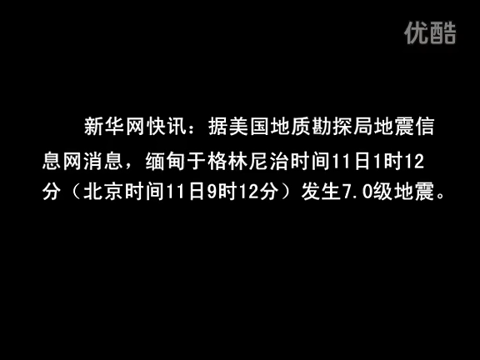 优酷
新华网快讯：据美国地质勘探局地震信
息网消息，缅甸于格林尼治时间11日1时12
分（北京时间11日9时12分）发生7.0级地震。